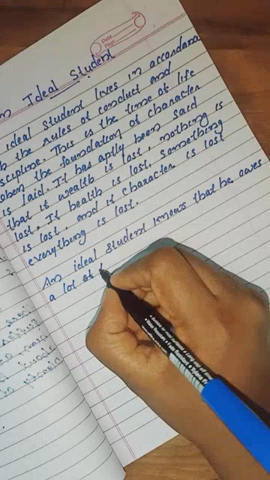 An Ideal Student
ideal student lives in accordance
the rules of conduct and
discipline. This is the time of life
when the foundation of character
is laid. It has aptly been said
that if wealth is lost, nothing is
lost, If health is lost, something
is lost, and if character is lost
everything is lost.
An ideal student knows that he owes
a lot of